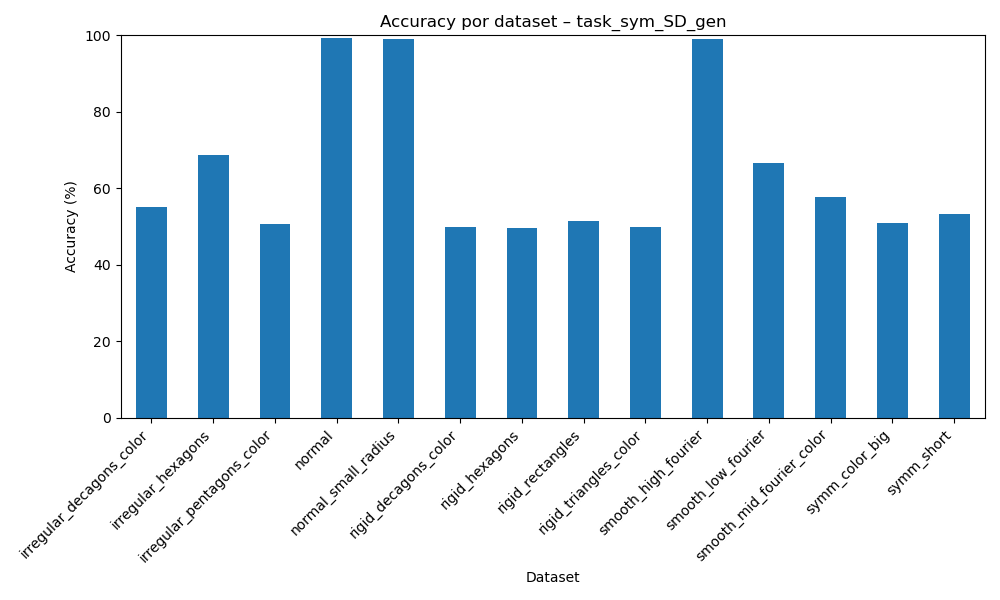 Accuracy por dataset – task_sym_SD_gen
Accuracy (%)
100
80
60
40
20
0
irregular_decagons_color
irregular_hexagons
irregular_pentagons_color
normal
normal_small_radius
rigid_decagons_color
rigid_hexagons
rigid_rectangles
rigid_triangles_color
smooth_high_fourier
smooth_low_fourier
smooth_mid_fourier_color
symm_color_big
symm_short
Dataset